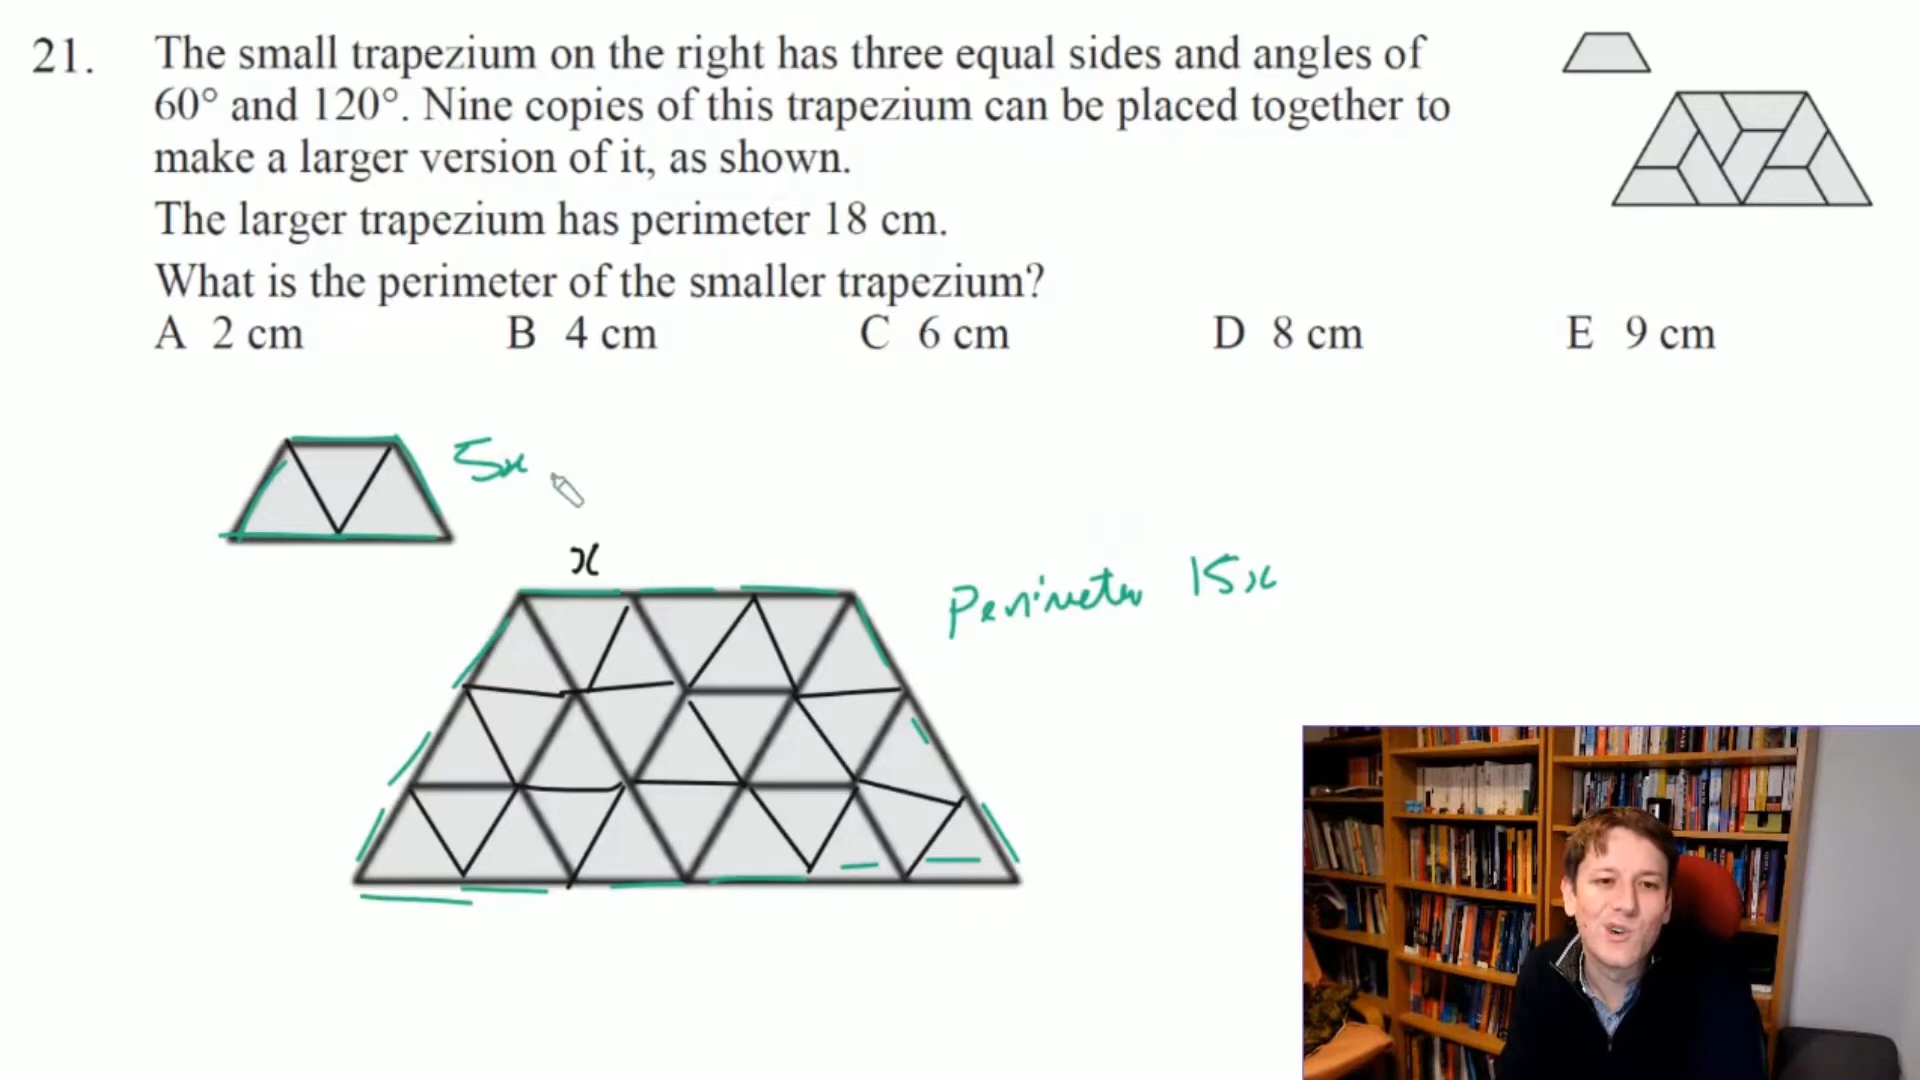 21. The small trapezium on the right has three equal sides and angles of
60° and 120°. Nine copies of this trapezium can be placed together to
make a larger version of it, as shown.
The larger trapezium has perimeter 18 cm.
What is the perimeter of the smaller trapezium?
A 2 cm B 4 cm C 6 cm D 8 cm E 9 cm
5x
x
Perimeter 15x